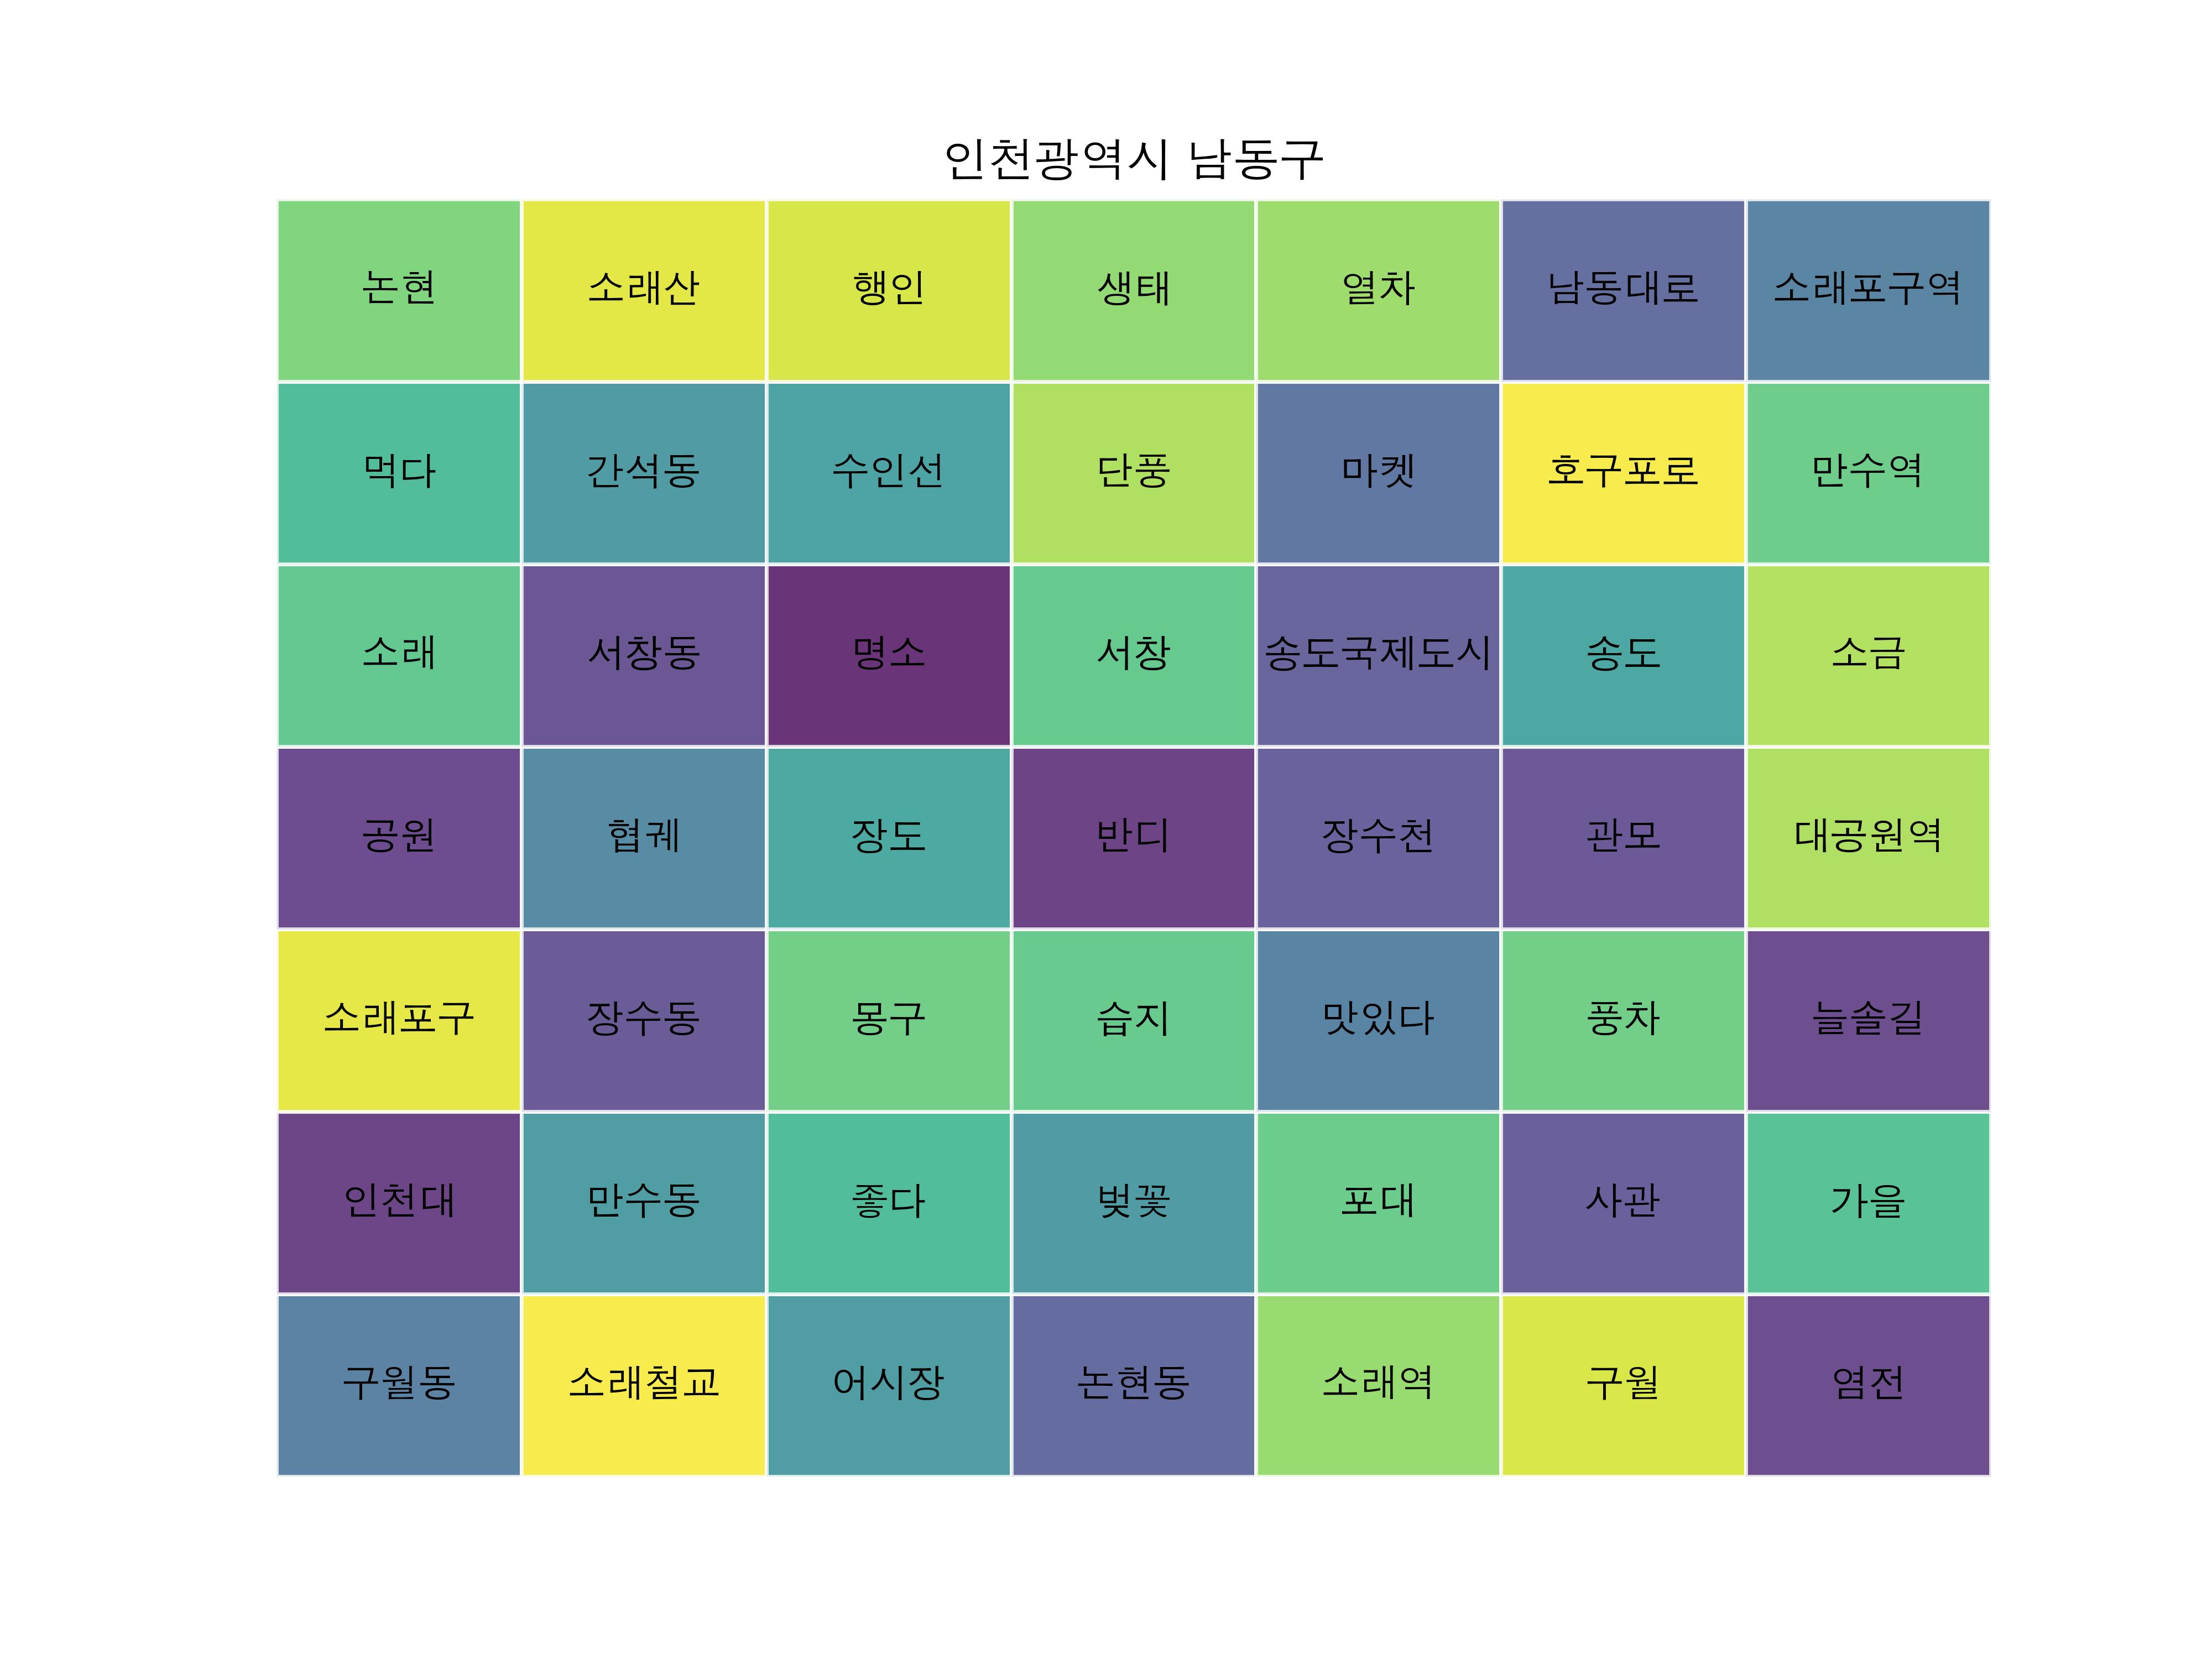 인천광역시 남동구
논현 소래산 행인 생태 열차 남동대로 소래포구역
먹다 간석동 수인선 단풍 마켓 호구포로 만수역
소래 서창동 명소 서창 송도국제도시 송도 소금
공원 협궤 장도 반디 장수천 관모 대공원역
소래포구 장수동 몽구 습지 맛있다 풍차 늘솔길
인천대 만수동 좋다 벚꽃 포대 사관 가을
구월동 소래철교 어시장 논현동 소래역 구월 염전